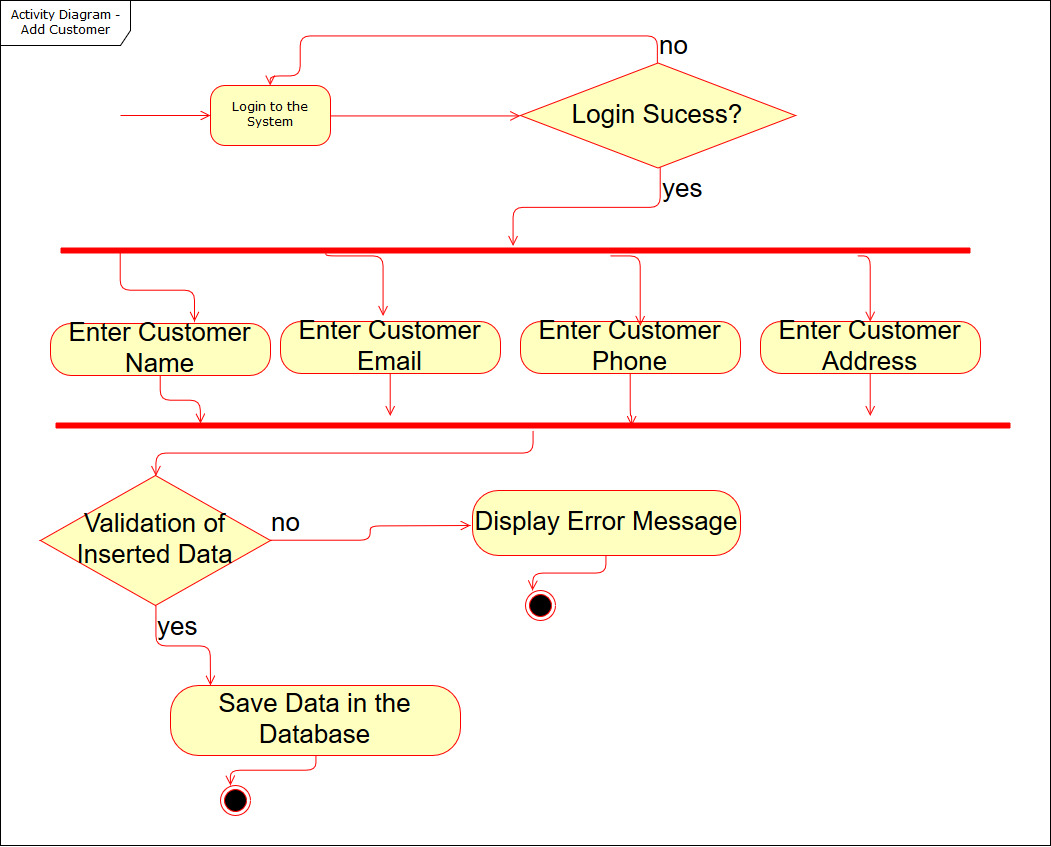 Activity Diagram -
Add Customer
no
Login to the
System
Login Sucess?
yes
Enter Customer
Name
Enter Customer
Email
Enter Customer
Phone
Enter Customer
Address
Validation of
Inserted Data
no
Display Error Message
yes
Save Data in the
Database